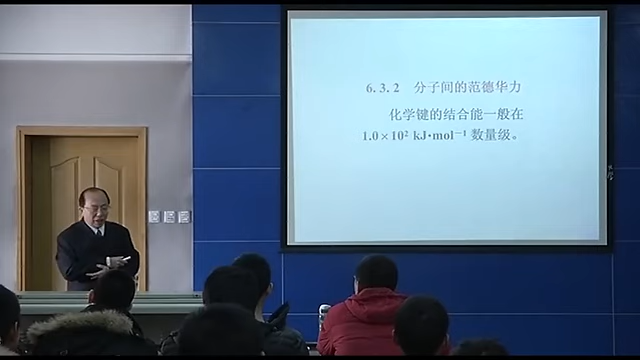 6.3.2 分子间的范德华力
化学键的结合能一般在
1.0×10² kJ·mol⁻¹ 数量级。